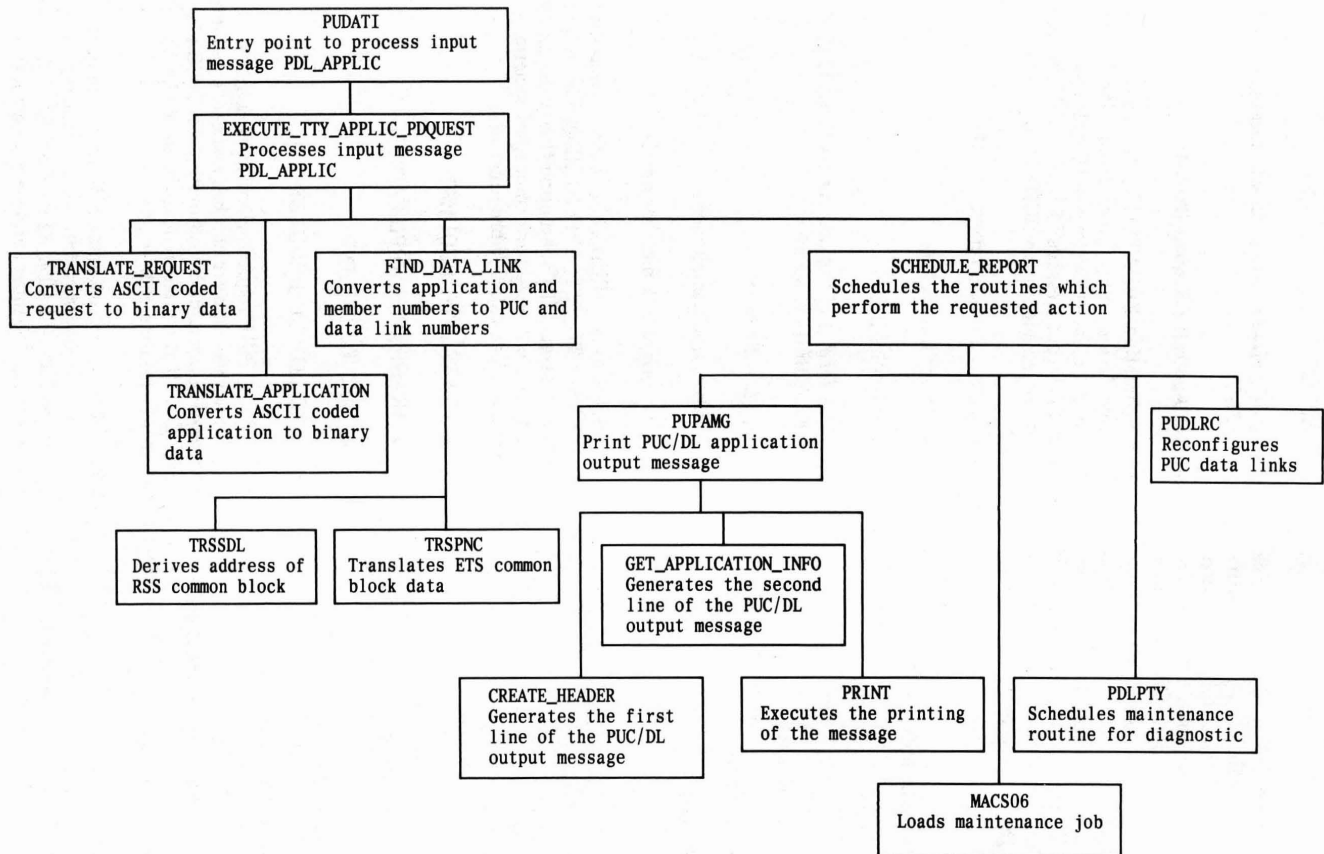 PUDATI
Entry point to process input
message PDL_APPLIC
EXECUTE_TTY_APPLIC_PDQUEST
Processes input message
PDL_APPLIC
TRANSLATE_REQUEST
Converts ASCII coded
request to binary data
FIND_DATA_LINK
Converts application and
member numbers to PUC and
data link numbers
SCHEDULE_REPORT
Schedules the routines which
perform the requested action
TRANSLATE_APPLICATION
Converts ASCII coded
application to binary
data
PUPAMG
Print PUC/DL application
output message
PUDLRC
Reconfigures
PUC data links
TRSSDL
Derives address of
RSS common block
TRSPNC
Translates ETS common
block data
GET_APPLICATION_INFO
Generates the second
line of the PUC/DL
output message
CREATE_HEADER
Generates the first
line of the PUC/DL
output message
PRINT
Executes the printing
of the message
PDLPTY
Schedules maintenance
routine for diagnostic
MACS06
Loads maintenance job